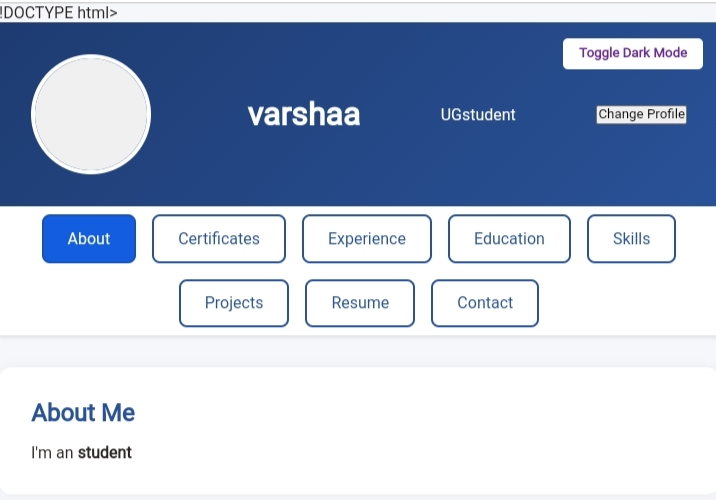 !DOCTYPE html>
Toggle Dark Mode
varshaa
UGstudent
Change Profile
About
Certificates
Experience
Education
Skills
Projects
Resume
Contact
About Me
I'm an student